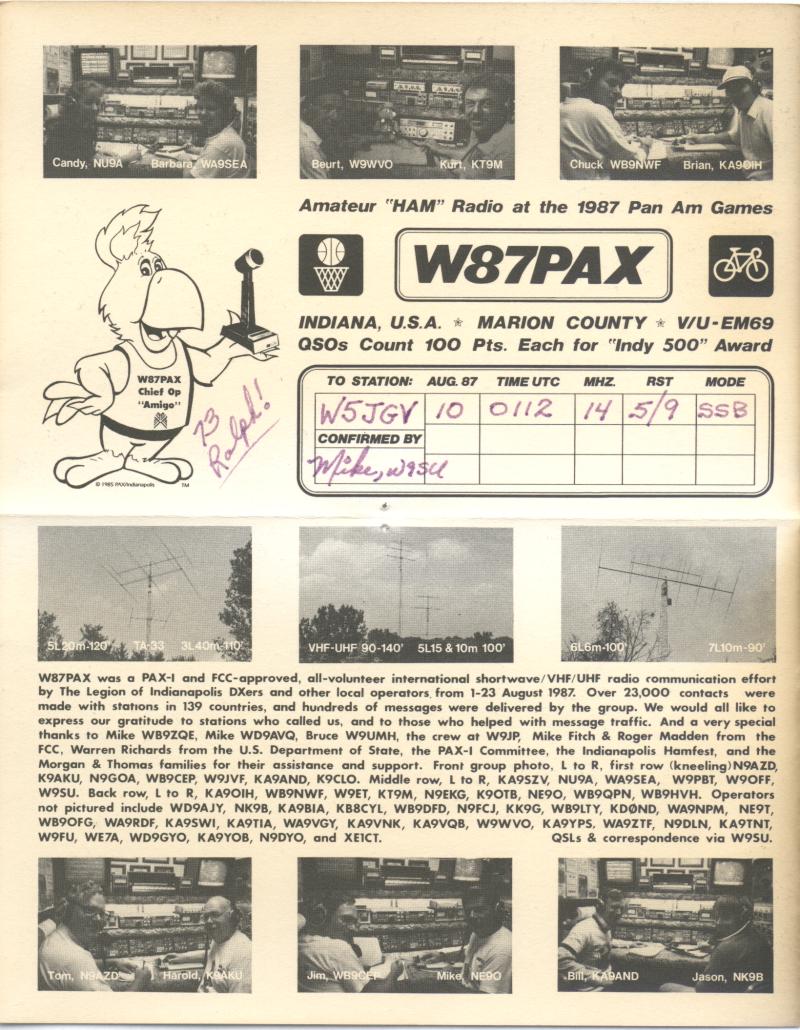 Candy, NU9A Barbara, WA9SEA
Beurt, W9WVO Kurt, KT9M
Chuck WB9NWF Brian, KA9OIH
Amateur "HAM" Radio at the 1987 Pan Am Games
W87PAX
INDIANA, U.S.A. ☆ MARION COUNTY ☆ V/U-EM69
QSOs Count 100 Pts. Each for "Indy 500" Award
W87PAX
Chief Op
"Amigo"
© 1985 PAX/Indianapolis TM
73
Ralph!
TO STATION: AUG. 87 TIME UTC MHZ. RST MODE
W5JGV 10 0112 14 5/9 SSB
CONFIRMED BY
Mike, W9SU
5L20m-120' TA-33 3L40m-110'
VHF-UHF 90-140' 5L15 & 10m 100'
6L6m-100' 7L10m-90'
W87PAX was a PAX-I and FCC-approved, all-volunteer international shortwave/VHF/UHF radio communication effort
by The Legion of Indianapolis DXers and other local operators from 1-23 August 1987. Over 23,000 contacts were
made with stations in 139 countries, and hundreds of messages were delivered by the group. We would all like to
express our gratitude to stations who called us, and to those who helped with message traffic. And a very special
thanks to Mike WB9ZQE, Mike WD9AVQ, Bruce W9UMH, the crew at W9JP, Mike Fitch & Roger Madden from the
FCC, Warren Richards from the U.S. Department of State, the PAX-I Committee, the Indianapolis Hamfest, and the
Morgan & Thomas families for their assistance and support. Front group photo, L to R, first row (kneeling) N9AZD,
K9AKU, N9GOA, WB9CEP, W9JVF, KA9AND, K9CLO. Middle row, L to R, KA9SZV, NU9A, WA9SEA, W9PBT, W9OFF,
W9SU. Back row, L to R, KA9OIH, WB9NWF, W9ET, KT9M, N9EKG, K9OTB, NE9O, WB9QPN, WB9HVH. Operators
not pictured include WD9AJY, NK9B, KA9BIA, KB8CYL, WB9DFD, N9FCJ, KK9G, WB9LTY, KDØND, WA9NPM, NE9T,
WB9OFG, WA9RDF, KA9SWI, KA9TIA, WA9VGY, KA9VNK, KA9VQB, W9WVO, KA9YPS, WA9ZTF, N9DLN, KA9TNT,
W9FU, WE7A, WD9GYO, KA9YOB, N9DYO, and XE1CT. QSLs & correspondence via W9SU.
Tom, N9AZD Harold, K9AKU
Jim, WB9CEP Mike, NE9O
Bill, KA9AND Jason, NK9B